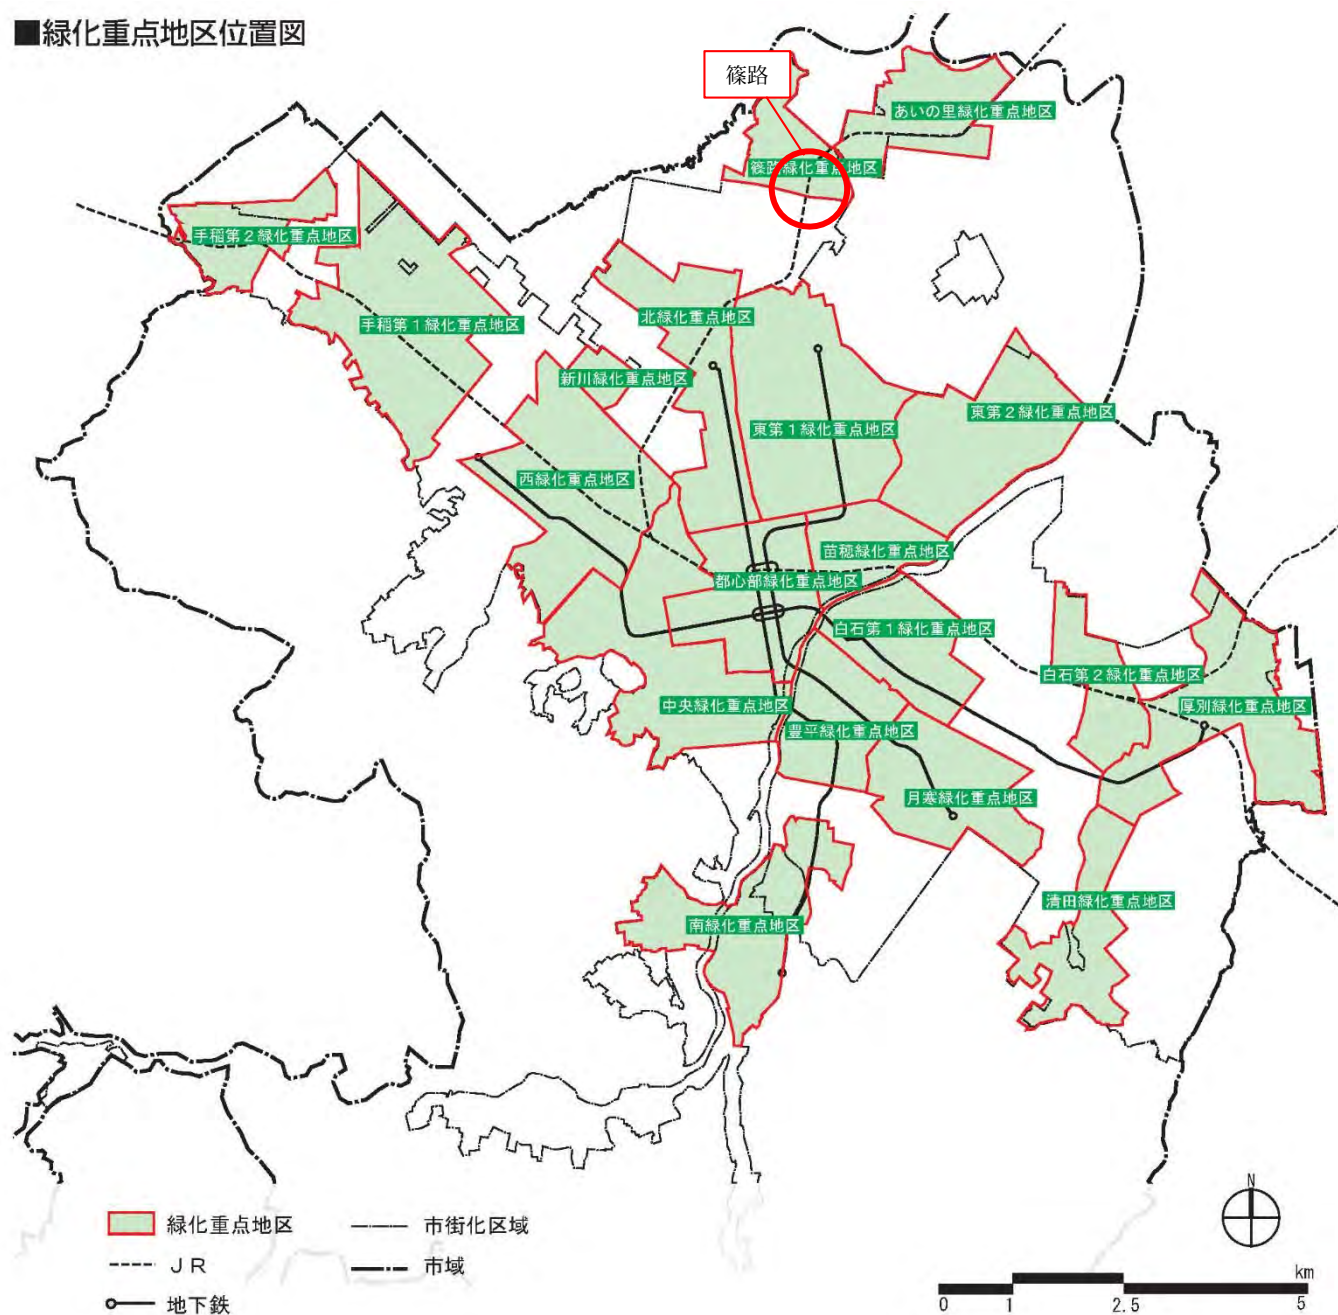 ■緑化重点地区位置図
篠路
あいの里緑化重点地区
篠路緑化重点地区
手稲第2緑化重点地区
手稲第1緑化重点地区
北緑化重点地区
新川緑化重点地区
東第2緑化重点地区
東第1緑化重点地区
西緑化重点地区
苗穂緑化重点地区
都心部緑化重点地区
白石第1緑化重点地区
白石第2緑化重点地区
中央緑化重点地区
厚別緑化重点地区
豊平緑化重点地区
月寒緑化重点地区
清田緑化重点地区
南緑化重点地区
N
緑化重点地区
市街化区域
JR
市域
地下鉄
km
0 1 2.5 5